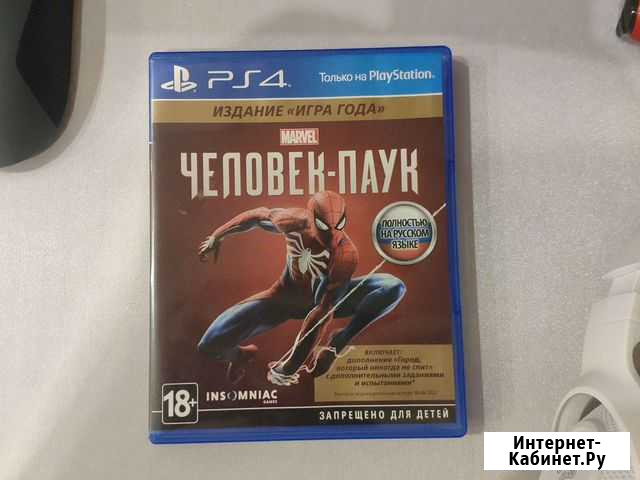 PS4
Только на PlayStation.
ИЗДАНИЕ «ИГРА ГОДА»
MARVEL
ЧЕЛОВЕК-ПАУК
ПОЛНОСТЬЮ
НА РУССКОМ
ЯЗЫКЕ
ВКЛЮЧАЕТ:
дополнение «Город,
который никогда не спит»
с дополнительными заданиями
и испытаниями*
18+
INSOMNIAC
GAMES
ЗАПРЕЩЕНО ДЛЯ ДЕТЕЙ
Интернет-
Кабинет.Ру